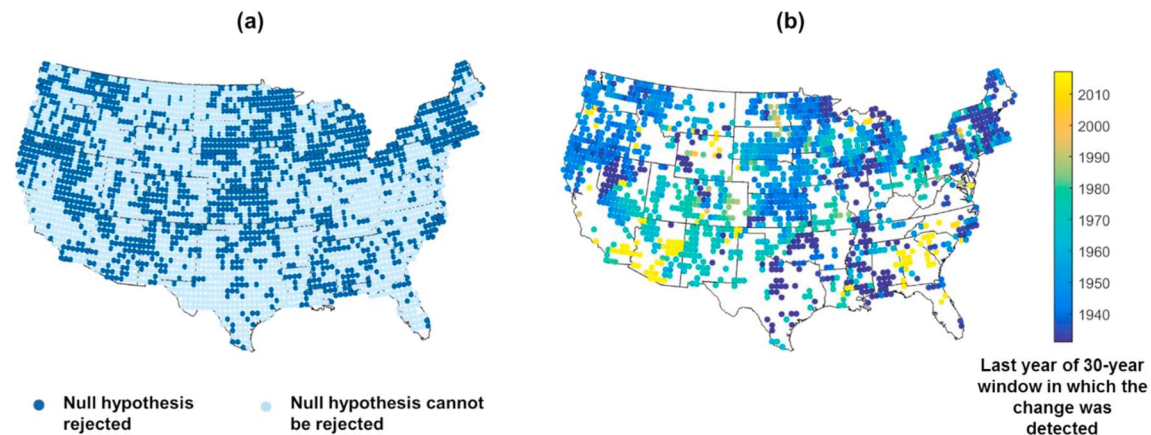 (a)
(b)
2010
2000
1990
1980
1970
1960
1950
1940
Last year of 30-year
window in which the
change was
detected
Null hypothesis
rejected
Null hypothesis cannot
be rejected